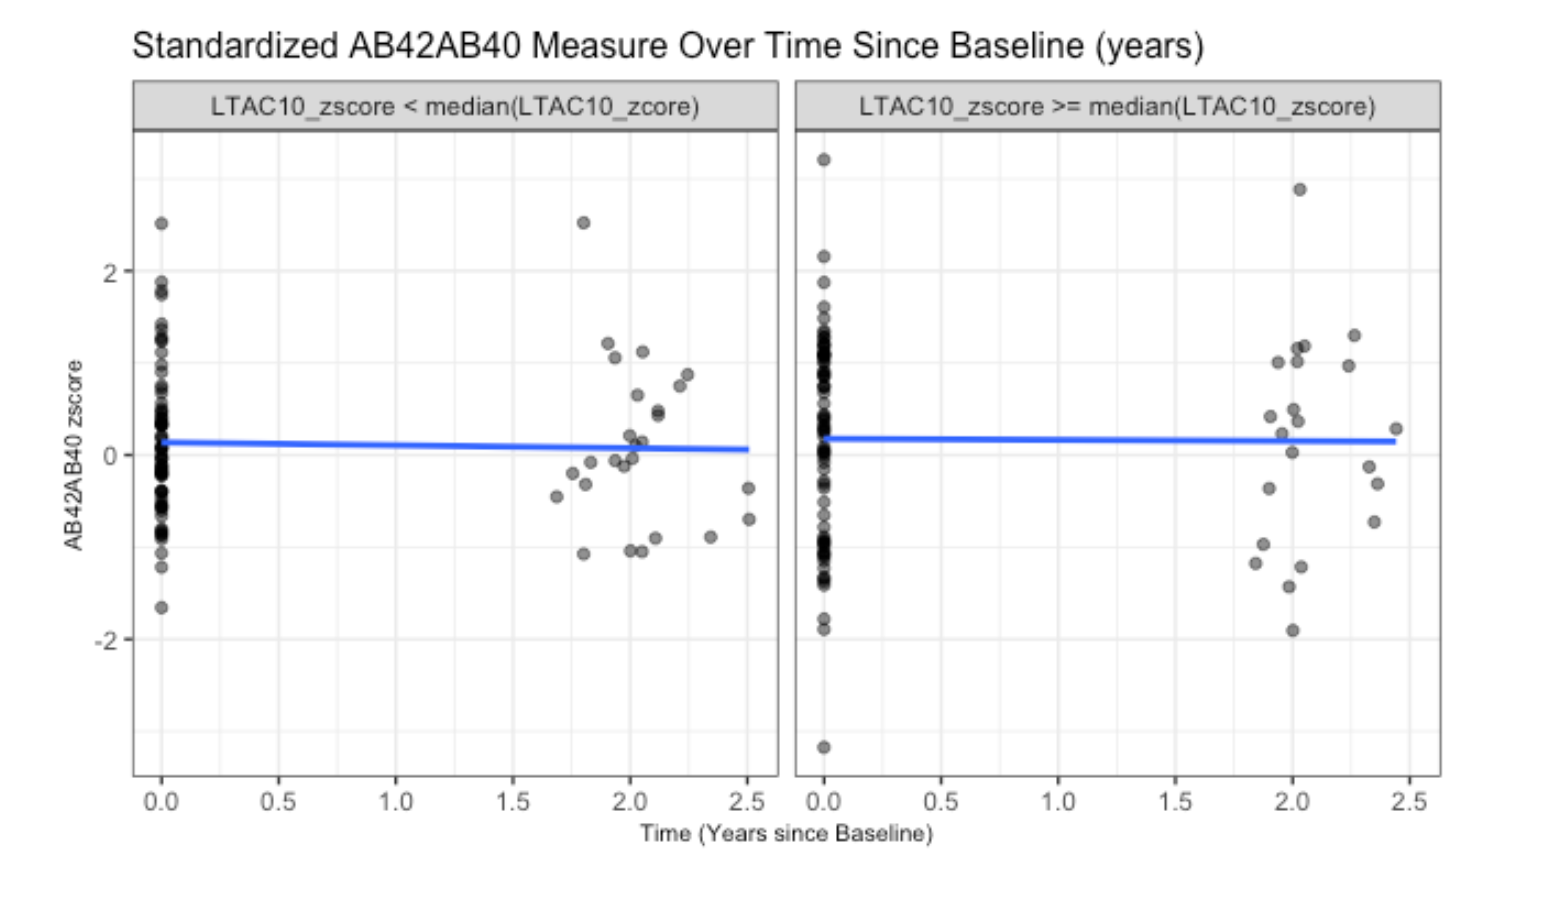 Standardized AB42AB40 Measure Over Time Since Baseline (years)
LTAC10_zscore < median(LTAC10_zcore)
LTAC10_zscore >= median(LTAC10_zscore)
AB42AB40 zscore
2
0
-2
0.0 0.5 1.0 1.5 2.0 2.5
0.0 0.5 1.0 1.5 2.0 2.5
Time (Years since Baseline)